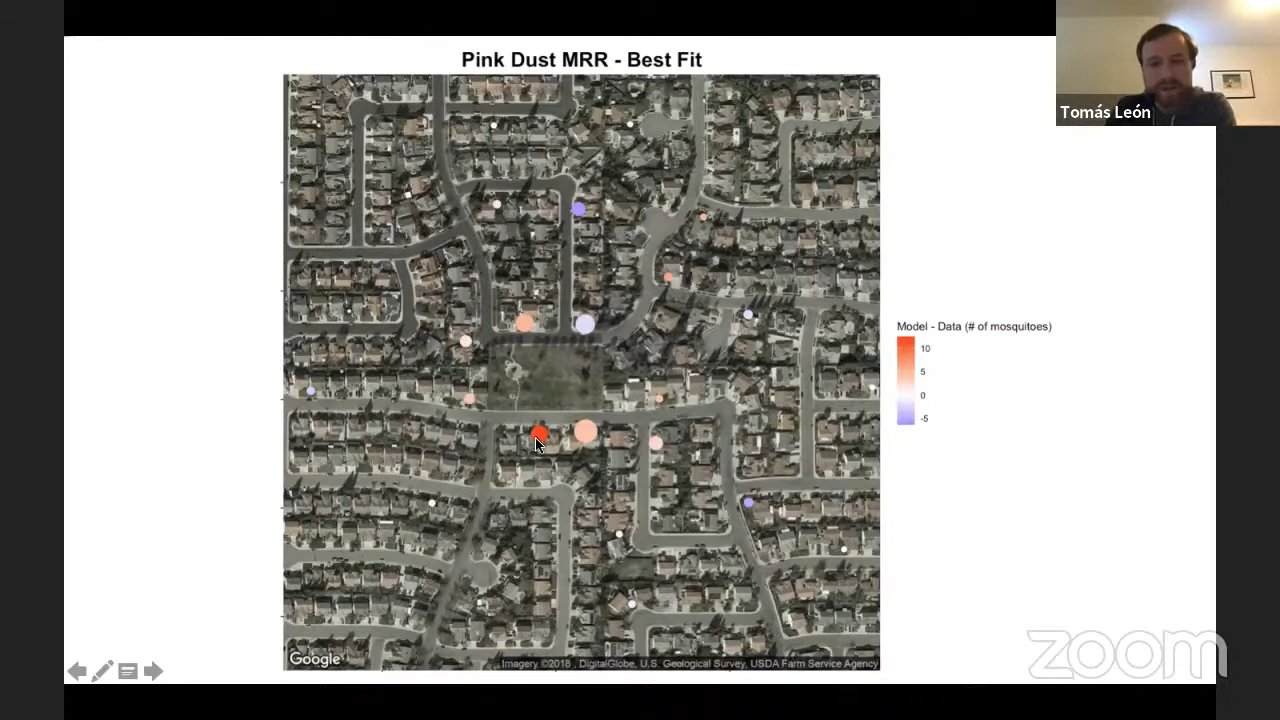 Pink Dust MRR - Best Fit
Tomás León
Model - Data (# of mosquitoes)
10
5
0
-5
Google
Imagery ©2018 , DigitalGlobe, U.S. Geological Survey, USDA Farm Service Agency
zoom